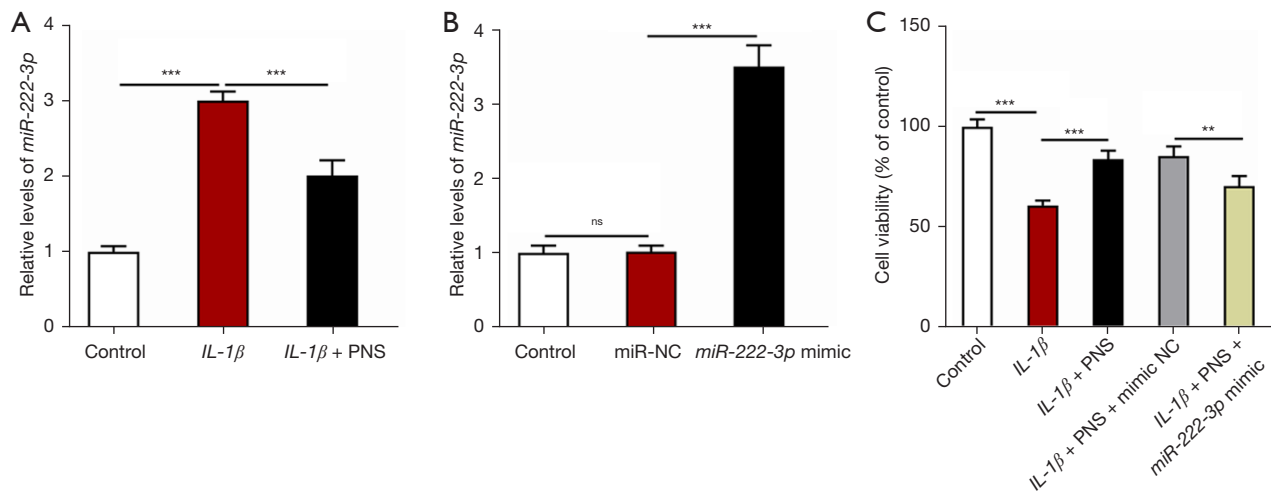 A
Relative levels of miR-222-3p
4
3
2
1
0
***
***
Control
IL-1β
IL-1β + PNS
B
Relative levels of miR-222-3p
4
3
2
1
0
ns
***
Control
miR-NC
miR-222-3p mimic
C
Cell viability (% of control)
150
100
50
0
***
***
**
Control
IL-1β
IL-1β + PNS
IL-1β + PNS + mimic NC
IL-1β + PNS +
miR-222-3p mimic